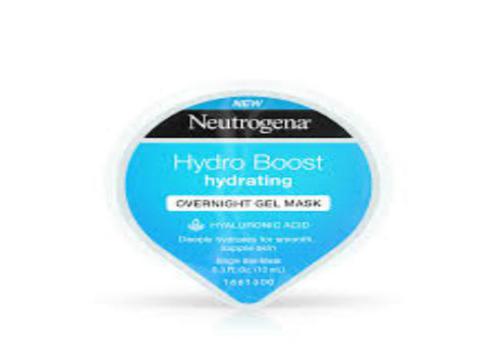 NEW
Neutrogena
Hydro Boost
hydrating
OVERNIGHT GEL MASK
HYALURONIC ACID
Deeply hydrates for smooth,
supple skin